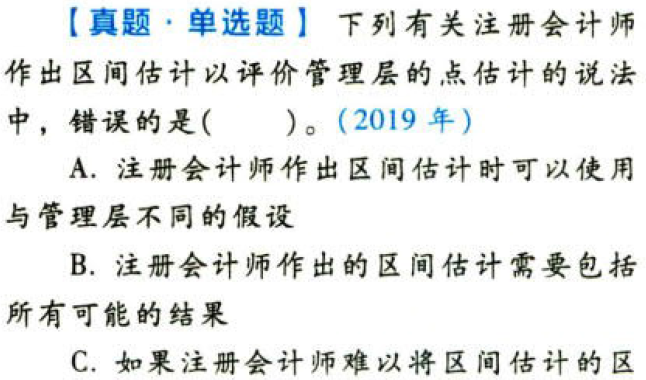 【真题·单选题】 下列有关注册会计师
作出区间估计以评价管理层的点估计的说法
中，错误的是(　　)。(2019 年)
A. 注册会计师作出区间估计时可以使用
与管理层不同的假设
B. 注册会计师作出的区间估计需要包括
所有可能的结果
C. 如果注册会计师难以将区间估计的区